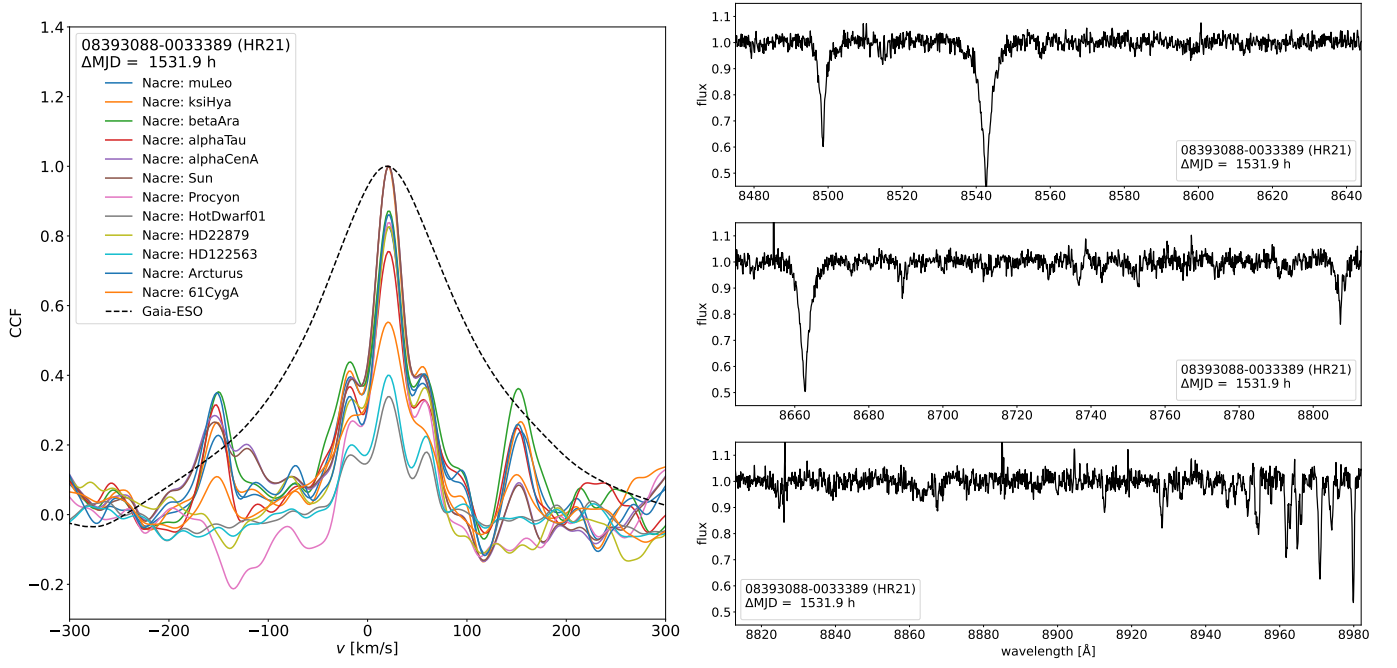 08393088-0033389 (HR21)
ΔMJD =  1531.9 h
Nacre: muLeo
Nacre: ksiHya
Nacre: betaAra
Nacre: alphaTau
Nacre: alphaCenA
Nacre: Sun
Nacre: Procyon
Nacre: HotDwarf01
Nacre: HD22879
Nacre: HD122563
Nacre: Arcturus
Nacre: 61CygA
Gaia-ESO
CCF
1.4
1.2
1.0
0.8
0.6
0.4
0.2
0.0
−0.2
−300 −200 −100 0 100 200 300
v [km/s]
flux
1.1
1.0
0.9
0.8
0.7
0.6
0.5
08393088-0033389 (HR21)
ΔMJD =  1531.9 h
8480 8500 8520 8540 8560 8580 8600 8620 8640
flux
1.1
1.0
0.9
0.8
0.7
0.6
0.5
08393088-0033389 (HR21)
ΔMJD =  1531.9 h
8660 8680 8700 8720 8740 8760 8780 8800
flux
1.1
1.0
0.9
0.8
0.7
0.6
0.5
08393088-0033389 (HR21)
ΔMJD =  1531.9 h
8820 8840 8860 8880 8900 8920 8940 8960 8980
wavelength [Å]